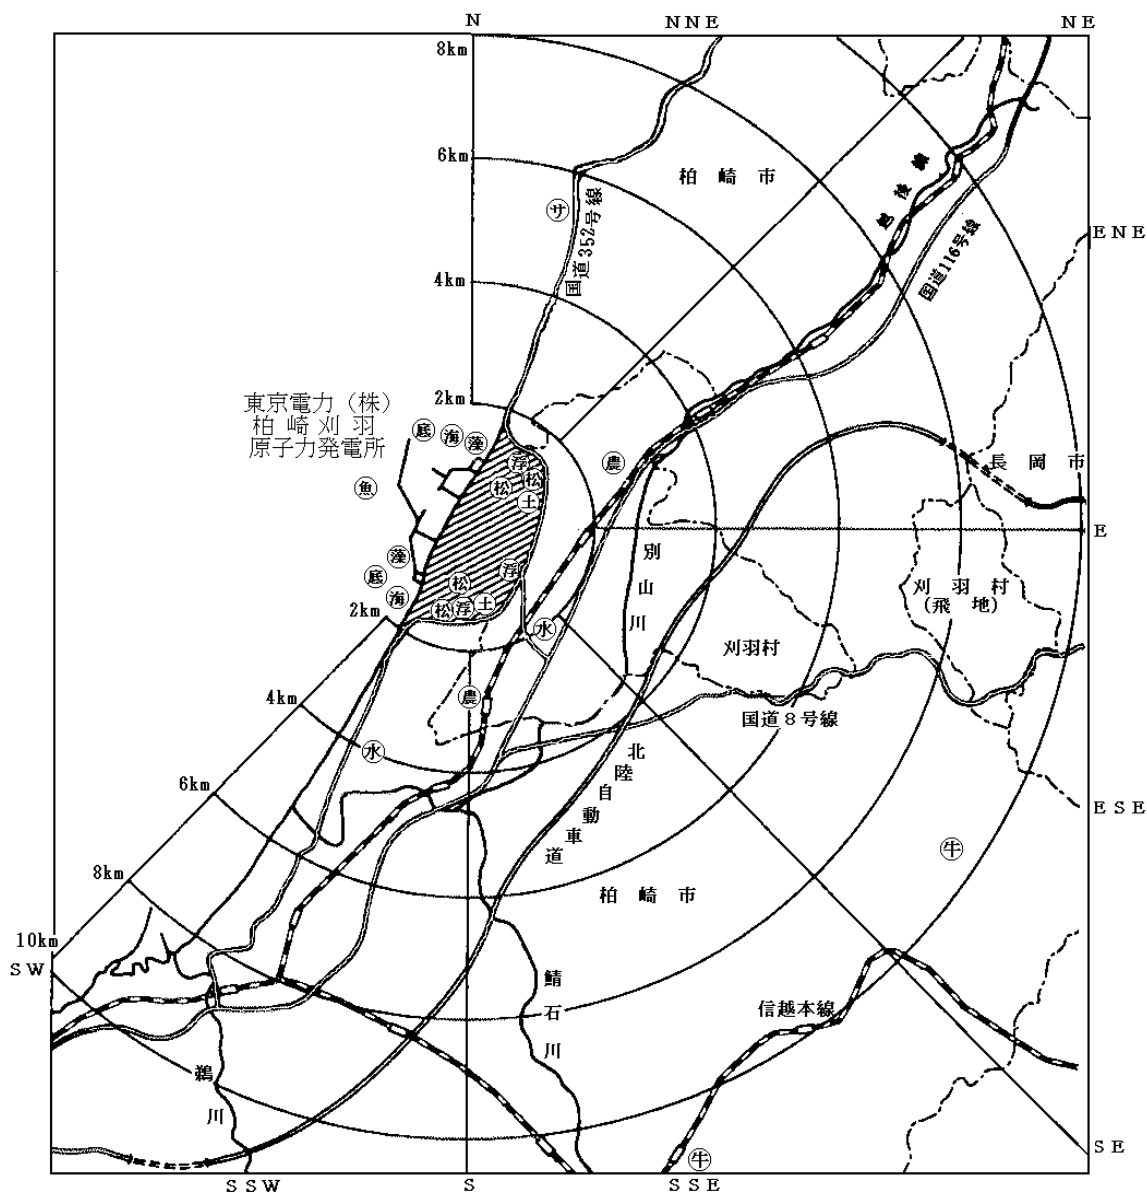 N
NNE
NE
8km
6km
柏崎市
越後線
ENE
サ
国道352号線
国道116号線
4km
2km
東京電力（株）
柏崎刈羽
原子力発電所
底
海
藻
農
浮
松
松
土
魚
長岡市
E
藻
底
海
別山川
浮
松
松
浮
土
刈羽村
(飛地)
2km
水
刈羽村
農
4km
国道８号線
水
北陸自動車道
6km
ESE
牛
8km
柏崎市
10km
SW
鯖石川
信越本線
鵜川
SE
牛
SSW
S
SSE